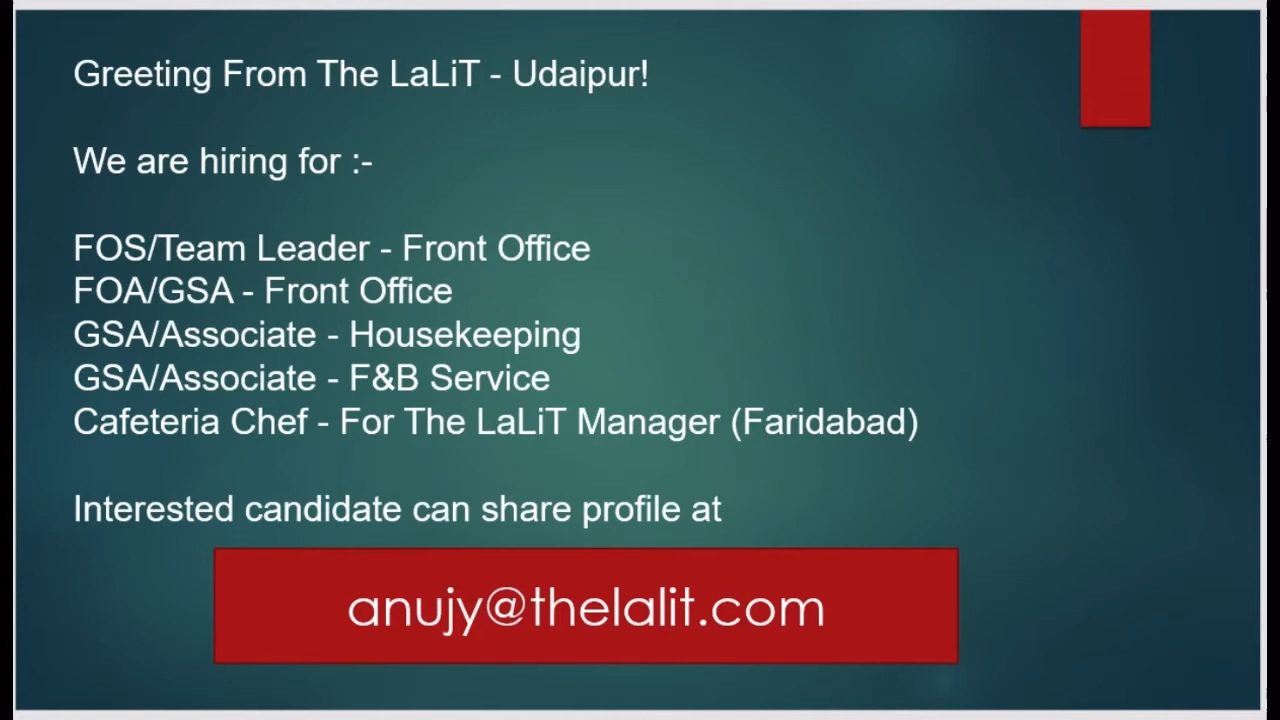 Greeting From The LaLiT - Udaipur!
We are hiring for :-
FOS/Team Leader - Front Office
FOA/GSA - Front Office
GSA/Associate - Housekeeping
GSA/Associate - F&B Service
Cafeteria Chef - For The LaLiT Manager (Faridabad)
Interested candidate can share profile at
anujy@thelalit.com